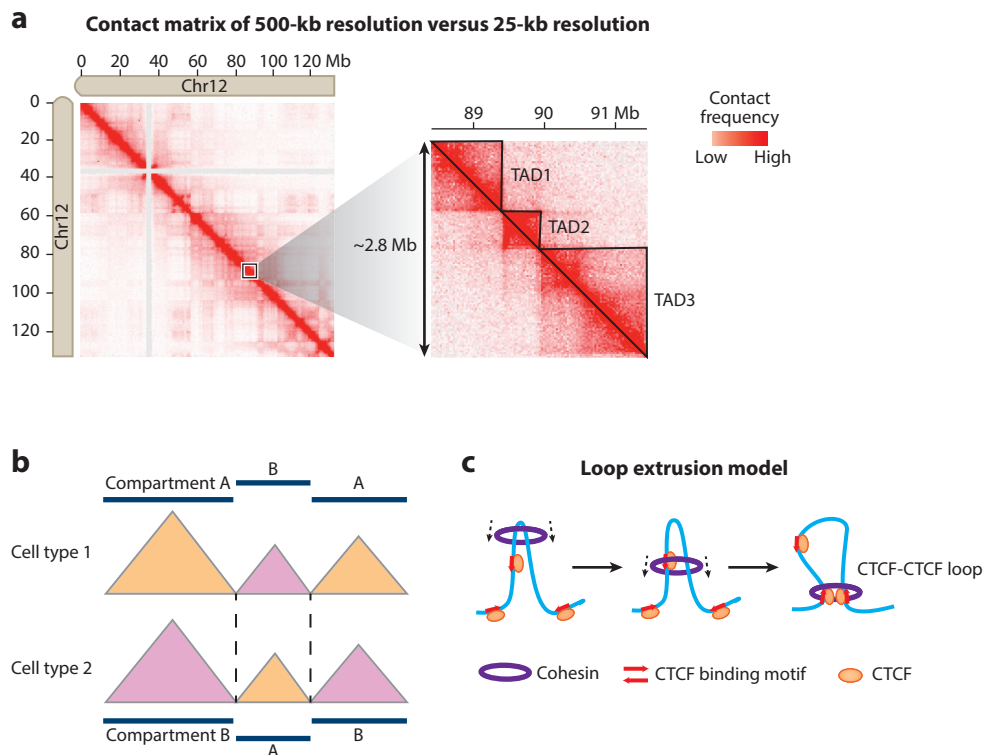 a
Contact matrix of 500-kb resolution versus 25-kb resolution
0 20 40 60 80 100 120 Mb
Chr12
0
20
40
60
80
100
120
Chr12
~2.8 Mb
89 90 91 Mb
TAD1
TAD2
TAD3
Contact
frequency
Low High
b
Compartment A
B
A
Cell type 1
Cell type 2
Compartment B
A
B
c
Loop extrusion model
CTCF-CTCF loop
Cohesin
CTCF binding motif
CTCF